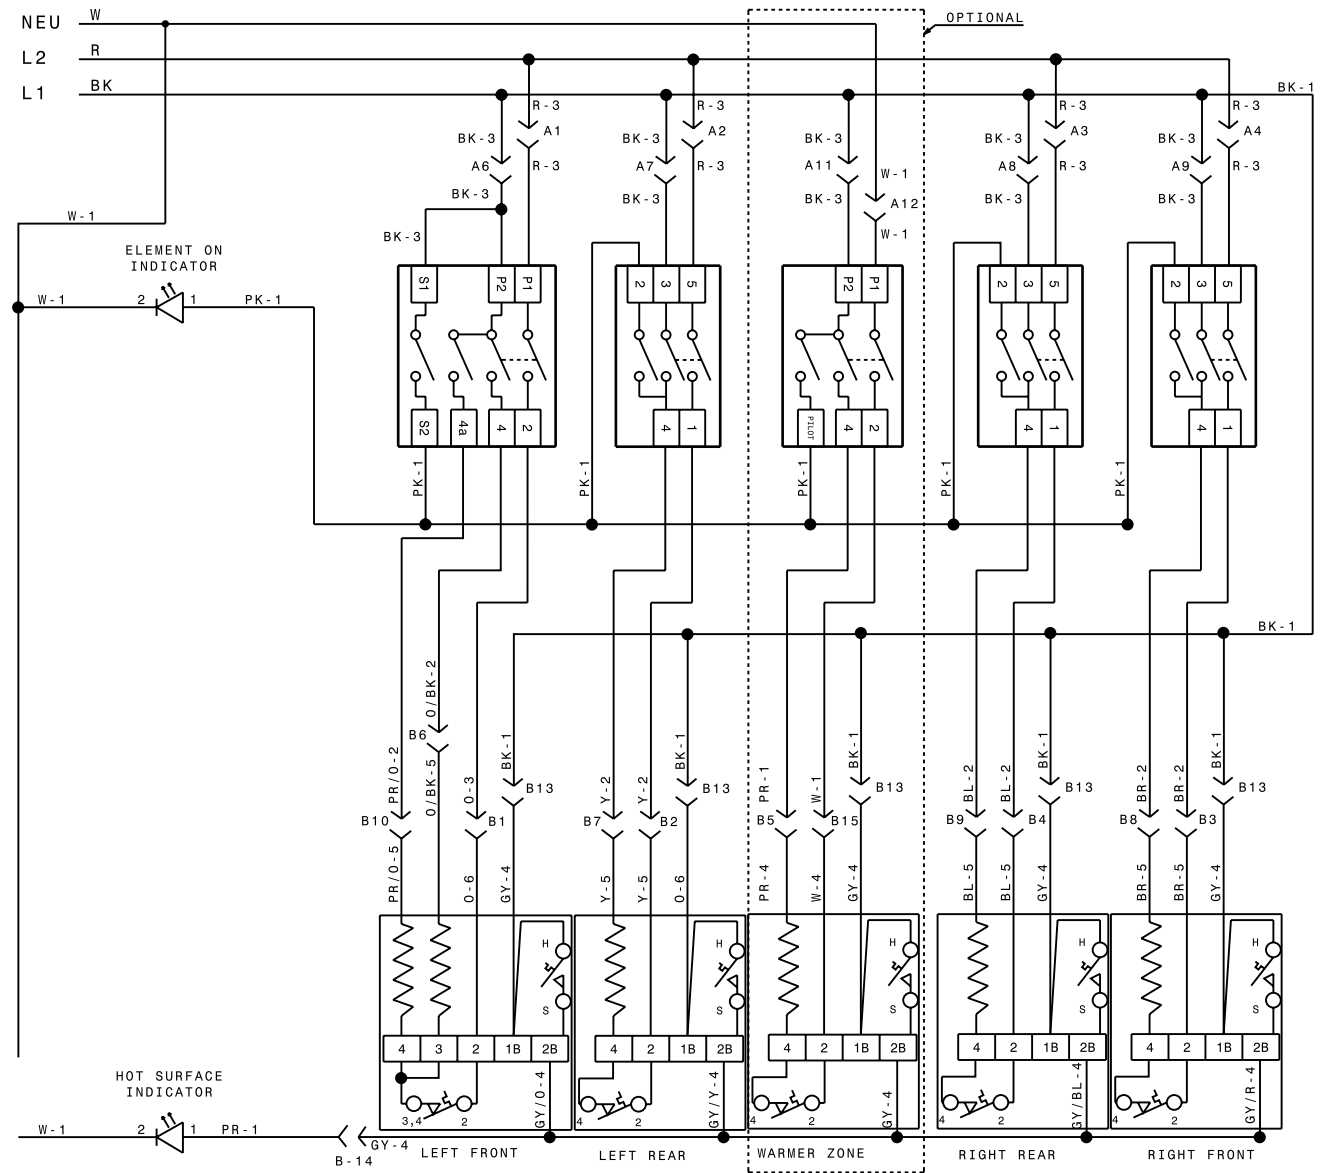 NEU W
OPTIONAL
L2 R
L1 BK BK-1
R-3 R-3 R-3 R-3
BK-3 A1 BK-3 A2 BK-3 BK-3 A3 BK-3 A4
A6 R-3 A7 R-3 A11 W-1 A8 R-3 A9 R-3
BK-3 BK-3 BK-3 A12 BK-3 BK-3
W-1
BK-3 W-1
ELEMENT ON
INDICATOR
S1 P2 P1 2 3 5 P2 P1 2 3 5 2 3 5
W-1 2 1 PK-1
S2 4a 4 2 4 1 PILOT 4 2 4 1 4 1
PK-1 PK-1 PK-1 PK-1 PK-1
BK-1
O/BK-2
B6
PR/O-2 O/BK-5 O-3 BK-1 Y-2 Y-2 BK-1 PR-1 W-1 BK-1 BL-2 BL-2 BK-1 BR-2 BR-2 BK-1
B13 B13 B13 B13 B13
B10 B1 B7 B2 B5 B15 B9 B4 B8 B3
PR/O-5 O-6 GY-4 Y-5 Y-5 O-6 PR-4 W-4 GY-4 BL-5 BL-5 GY-4 BR-5 BR-5 GY-4
H H H H H
S S S S S
4 3 2 1B 2B 4 2 1B 2B 4 2 1B 2B 4 2 1B 2B 4 2 1B 2B
GY/O-4 GY/Y-4 GY-4 GY/BL-4 GY/R-4
HOT SURFACE
INDICATOR
3,4 2 4 2 4 2 4 2 4 2
W-1 2 1 PR-1 GY-4
B-14
LEFT FRONT LEFT REAR WARMER ZONE RIGHT REAR RIGHT FRONT